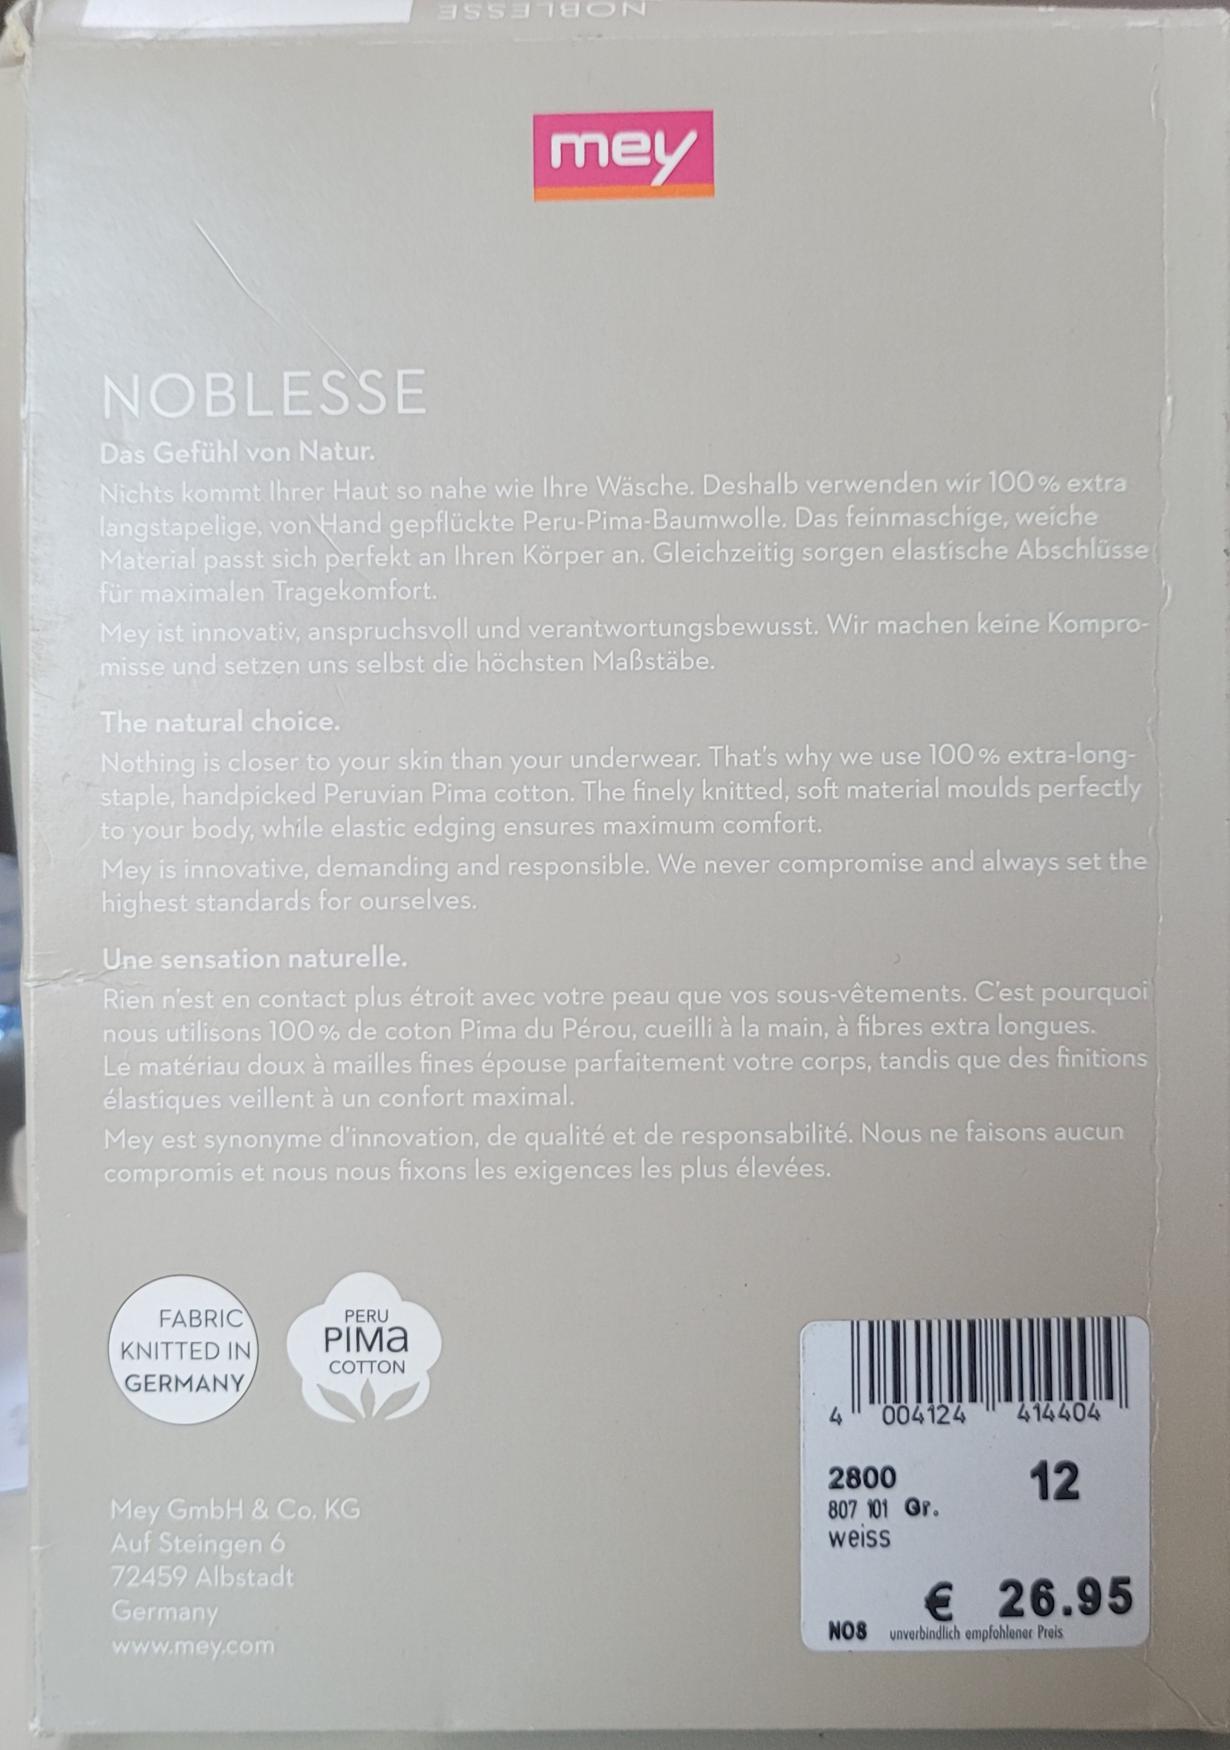 NOBLESSE
mey
NOBLESSE
Das Gefühl von Natur.
Nichts kommt Ihrer Haut so nahe wie Ihre Wäsche. Deshalb verwenden wir 100 % extra
langstapelige, von Hand gepflückte Peru-Pima-Baumwolle. Das feinmaschige, weiche
Material passt sich perfekt an Ihren Körper an. Gleichzeitig sorgen elastische Abschlüsse
für maximalen Tragekomfort.
Mey ist innovativ, anspruchsvoll und verantwortungsbewusst. Wir machen keine Kompro-
misse und setzen uns selbst die höchsten Maßstäbe.
The natural choice.
Nothing is closer to your skin than your underwear. That's why we use 100 % extra-long-
staple, handpicked Peruvian Pima cotton. The finely knitted, soft material moulds perfectly
to your body, while elastic edging ensures maximum comfort.
Mey is innovative, demanding and responsible. We never compromise and always set the
highest standards for ourselves.
Une sensation naturelle.
Rien n'est en contact plus étroit avec votre peau que vos sous-vêtements. C'est pourquoi
nous utilisons 100 % de coton Pima du Pérou, cueilli à la main, à fibres extra longues.
Le matériau doux à mailles fines épouse parfaitement votre corps, tandis que des finitions
élastiques veillent à un confort maximal.
Mey est synonyme d'innovation, de qualité et de responsabilité. Nous ne faisons aucun
compromis et nous nous fixons les exigences les plus élevées.
FABRIC
KNITTED IN
GERMANY
PERU
PIMa
COTTON
Mey GmbH & Co. KG
Auf Steingen 6
72459 Albstadt
Germany
www.mey.com
4 004124 414404
2800 12
807 101 Gr.
weiss
€ 26.95
NO8 unverbindlich empfohlener Preis